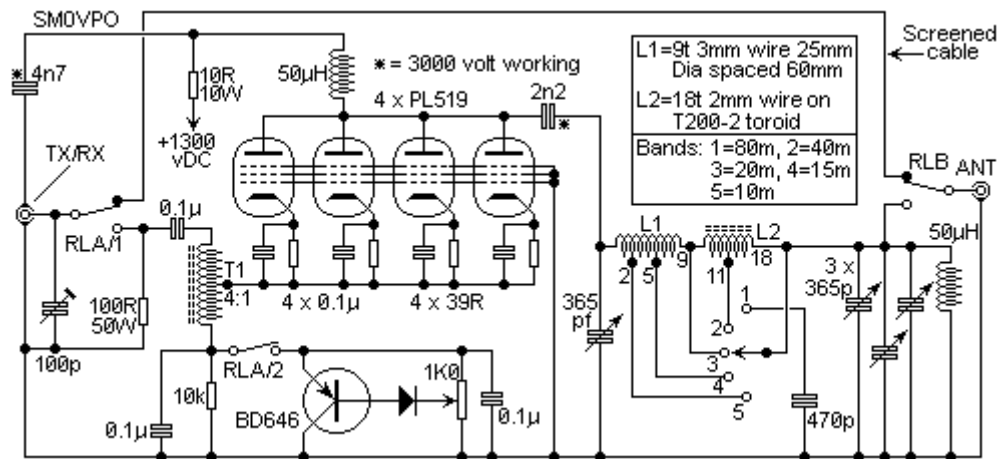 SM0VPO
4n7
*
10R
10W
+1300
vDC
50µH
* = 3000 volt working
4 x PL519
2n2
*
L1=9t 3mm wire 25mm
Dia spaced 60mm
L2=18t 2mm wire on
T200-2 toroid
Bands: 1=80m, 2=40m
3=20m, 4=15m
5=10m
Screened
cable
RLB
ANT
TX/RX
RLA/1
0.1µ
T1
4:1
100R
50W
100p
4 x 0.1µ
4 x 39R
L1
2
5
9
L2
11
18
50µH
365
pf
3 x
365p
1
2
3
4
5
470p
RLA/2
10k
0.1µ
BD646
1K0
0.1µ